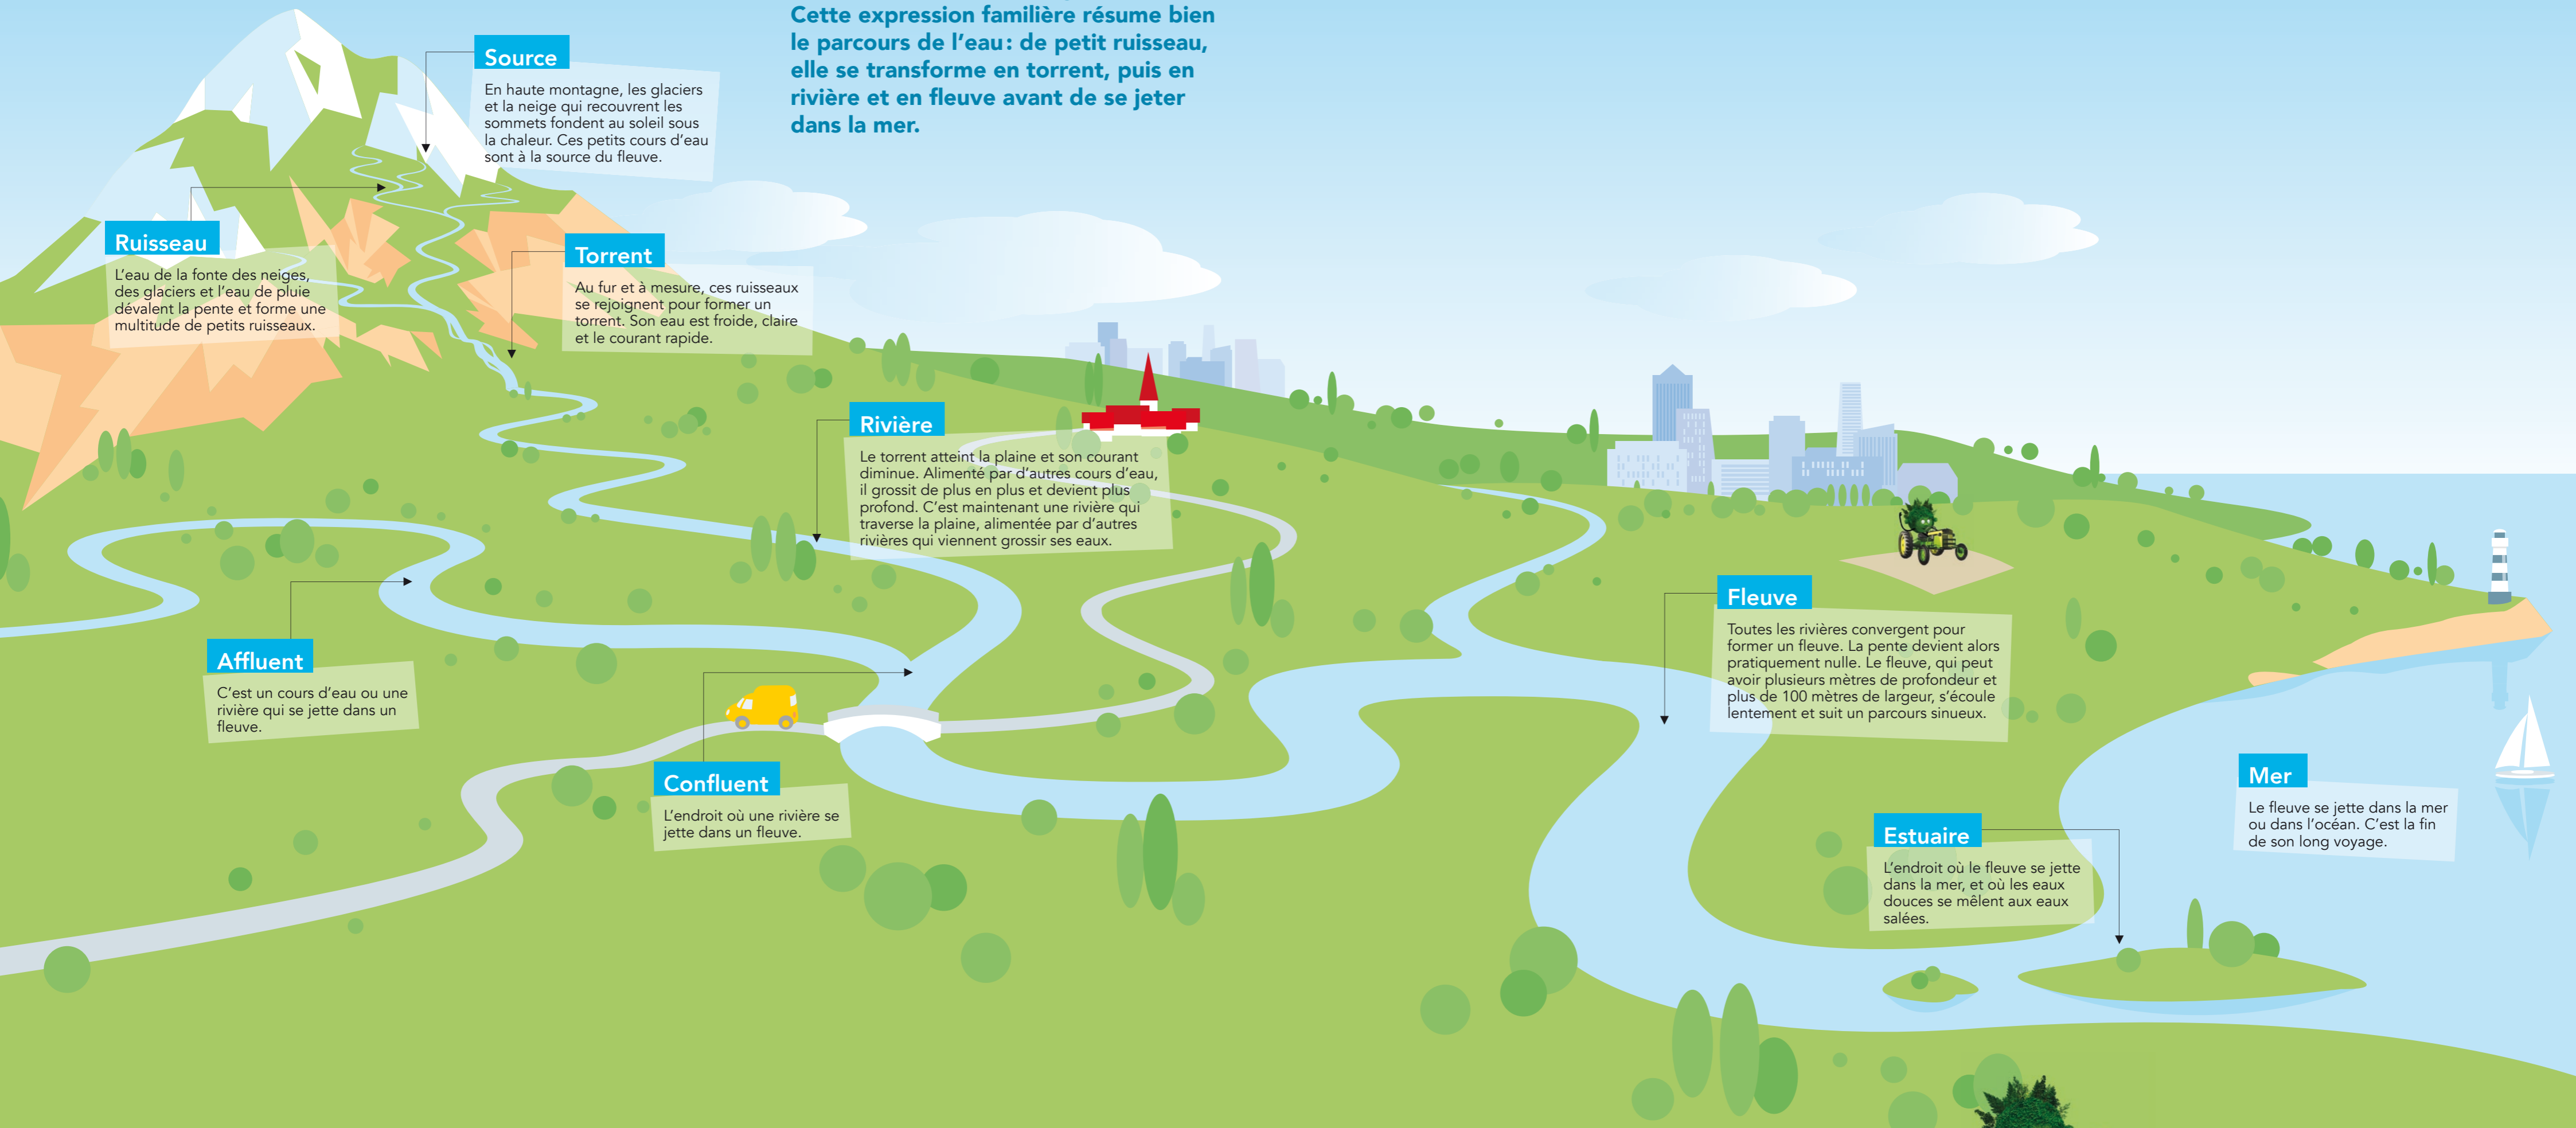 Cette expression familière résume bien
le parcours de l’eau : de petit ruisseau,
elle se transforme en torrent, puis en
rivière et en fleuve avant de se jeter
dans la mer.
Source
En haute montagne, les glaciers
et la neige qui recouvrent les
sommets fondent au soleil sous
la chaleur. Ces petits cours d’eau
sont à la source du fleuve.
Ruisseau
L’eau de la fonte des neiges,
des glaciers et l’eau de pluie
dévalent la pente et forme une
multitude de petits ruisseaux.
Torrent
Au fur et à mesure, ces ruisseaux
se rejoignent pour former un
torrent. Son eau est froide, claire
et le courant rapide.
Rivière
Le torrent atteint la plaine et son courant
diminue. Alimenté par d’autres cours d’eau,
il grossit de plus en plus et devient plus
profond. C’est maintenant une rivière qui
traverse la plaine, alimentée par d’autres
rivières qui viennent grossir ses eaux.
Affluent
C’est un cours d’eau ou une
rivière qui se jette dans un
fleuve.
Confluent
L’endroit où une rivière se
jette dans un fleuve.
Fleuve
Toutes les rivières convergent pour
former un fleuve. La pente devient alors
pratiquement nulle. Le fleuve, qui peut
avoir plusieurs mètres de profondeur et
plus de 100 mètres de largeur, s’écoule
lentement et suit un parcours sinueux.
Estuaire
L’endroit où le fleuve se jette
dans la mer, et où les eaux
douces se mêlent aux eaux
salées.
Mer
Le fleuve se jette dans la mer
ou dans l’océan. C’est la fin
de son long voyage.